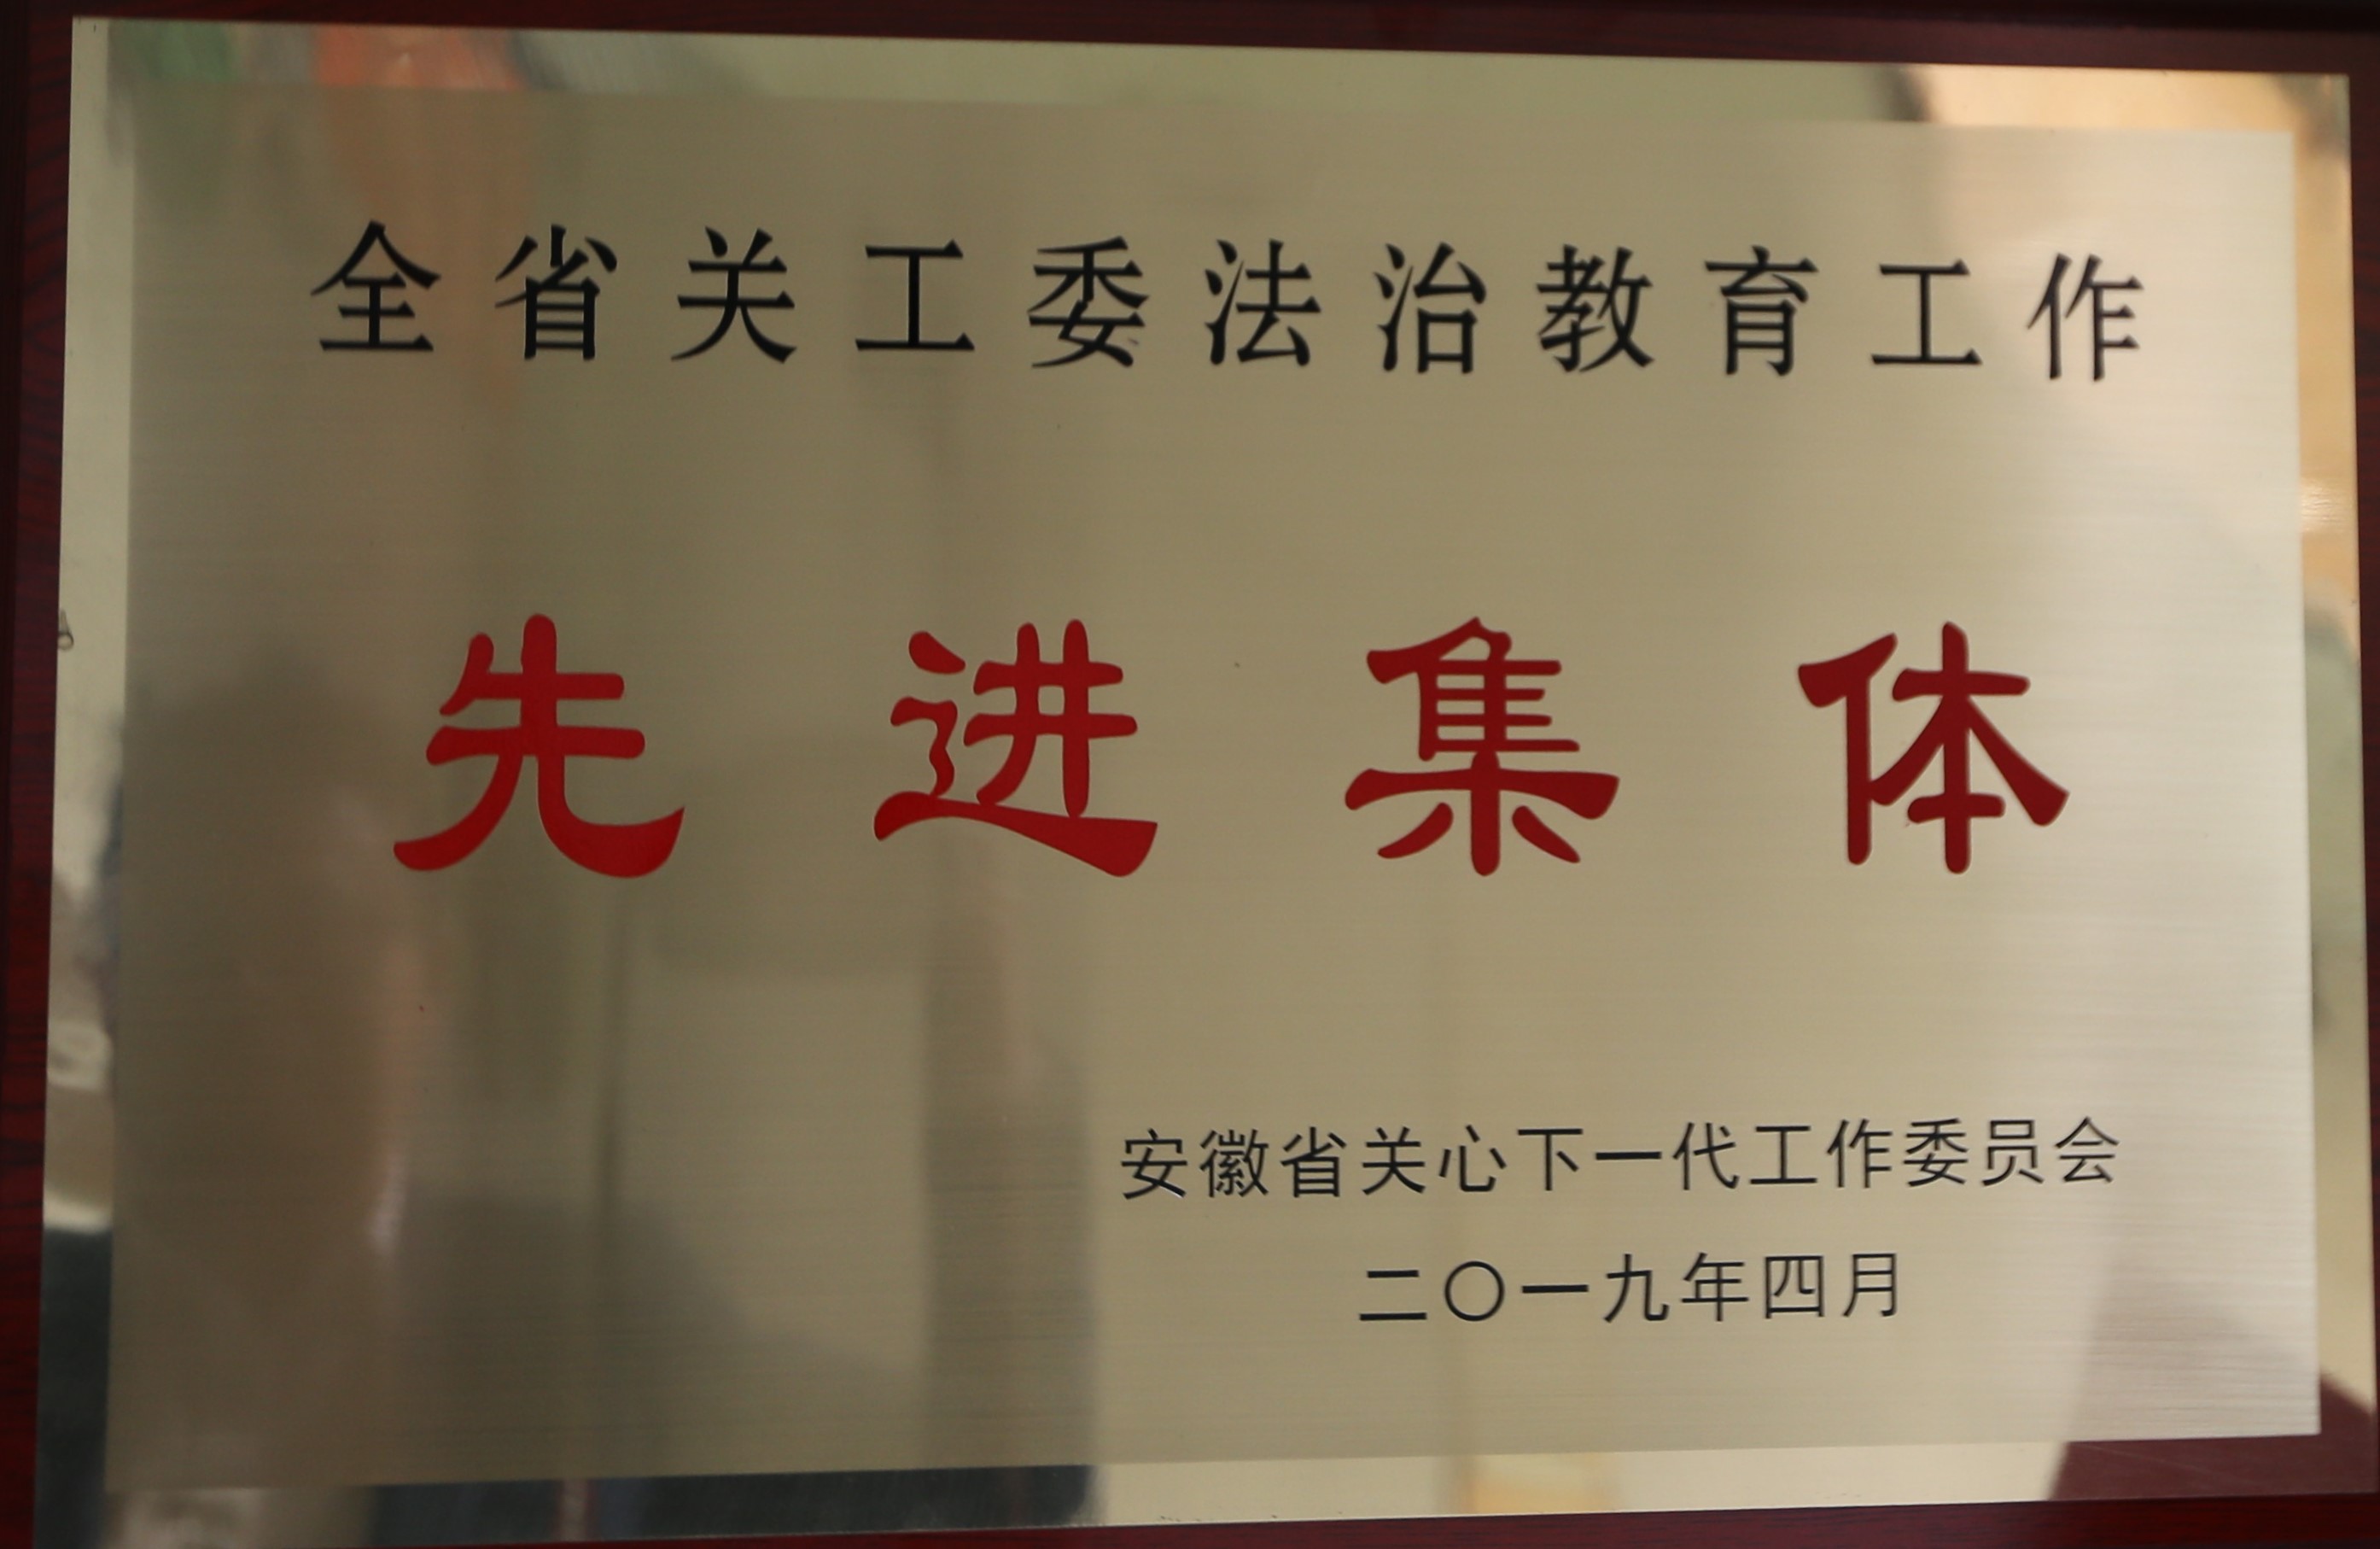 全省关工委法治教育工作
先进集体
安徽省关心下一代工作委员会
二〇一九年四月